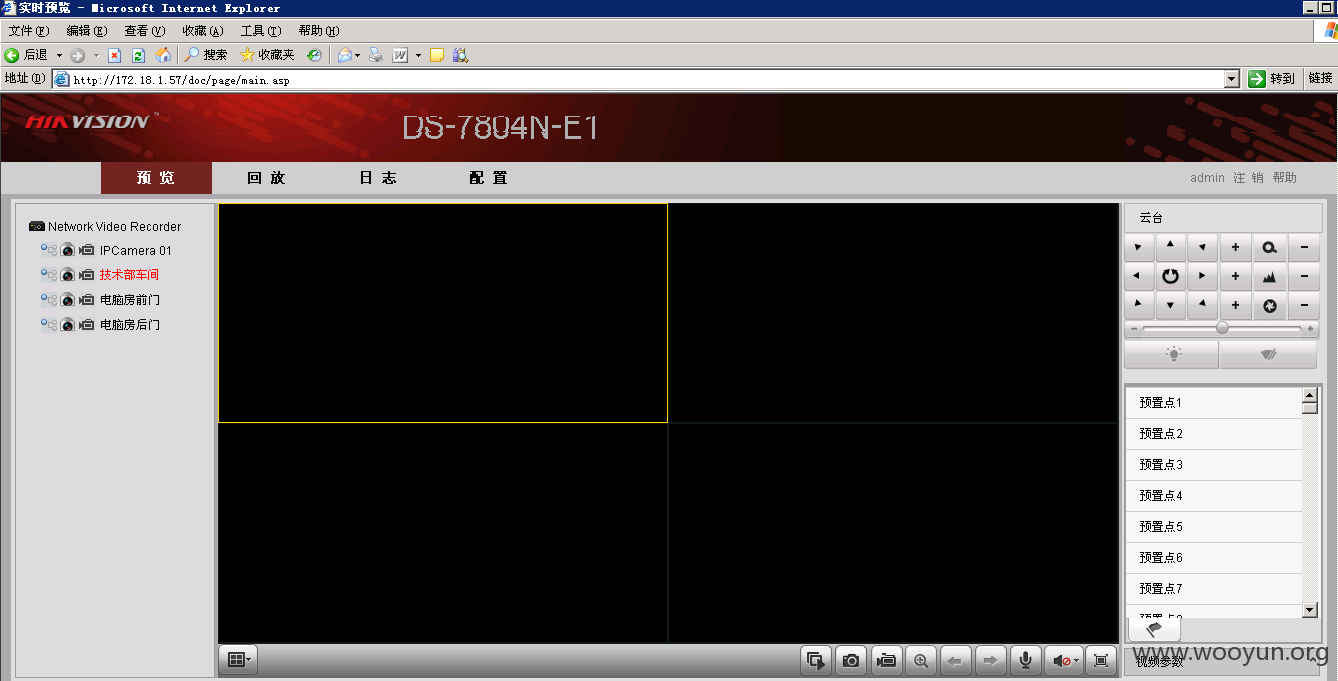 实时预览 - Microsoft Internet Explorer
文件(F) 编辑(E) 查看(V) 收藏(A) 工具(T) 帮助(H)
后退 搜索 收藏夹
地址(D) http://172.18.1.57/doc/page/main.asp 转到 链接
HIKVISION™ DS-7804N-E1
预 览 回 放 日 志 配 置 admin 注 销 帮助
Network Video Recorder
IPCamera 01
技术部车间
电脑房前门
电脑房后门
云台
预置点1
预置点2
预置点3
预置点4
预置点5
预置点6
预置点7
视频参数
www.wooyun.org